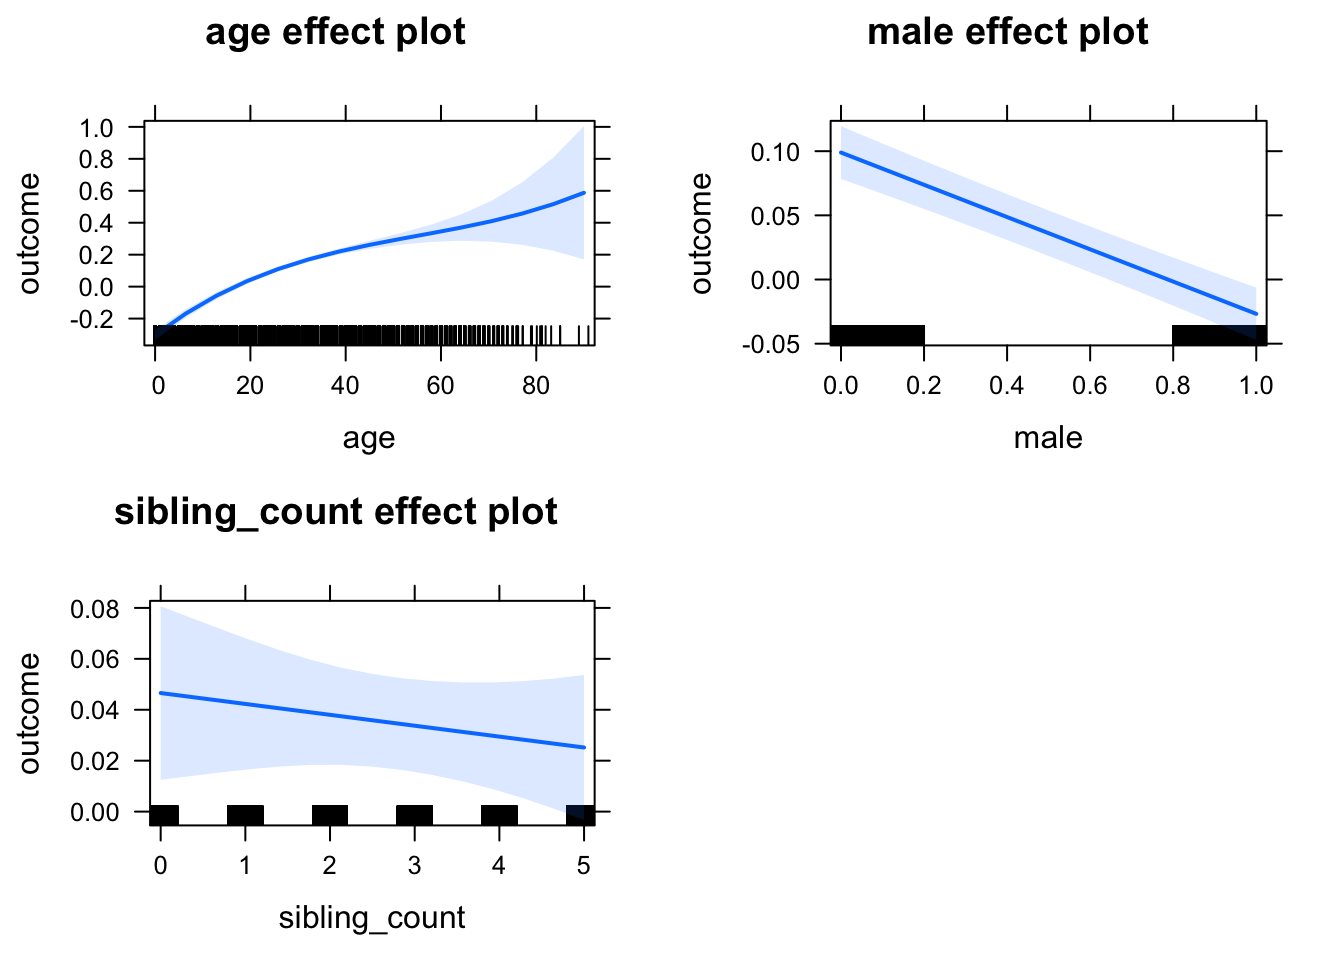 age effect plot
outcome
1.0
0.8
0.6
0.4
0.2
0.0
-0.2
0 20 40 60 80
age
male effect plot
outcome
0.10
0.05
0.00
-0.05
0.0 0.2 0.4 0.6 0.8 1.0
male
sibling_count effect plot
outcome
0.08
0.06
0.04
0.02
0.00
0 1 2 3 4 5
sibling_count